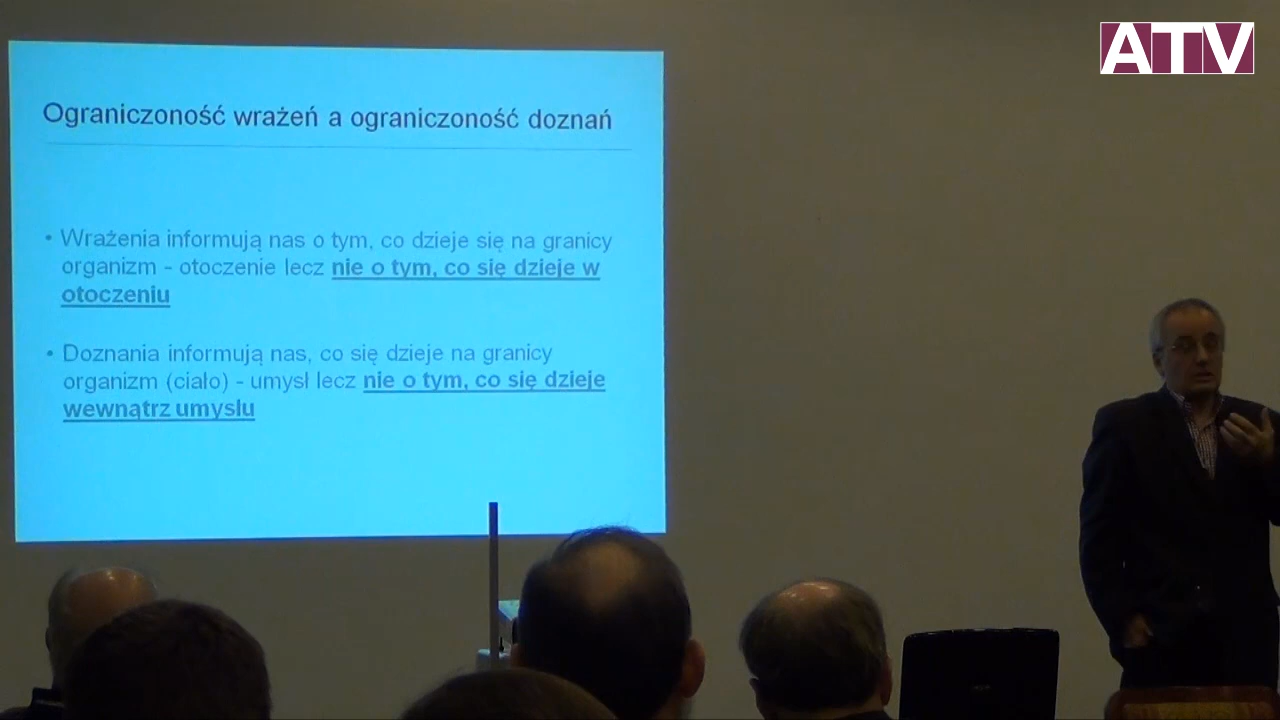 ATV
Ograniczoność wrażeń a ograniczoność doznań
• Wrażenia informują nas o tym, co dzieje się na granicy
organizm - otoczenie lecz nie o tym, co się dzieje w
otoczeniu
• Doznania informują nas, co się dzieje na granicy
organizm (ciało) - umysł lecz nie o tym, co się dzieje
wewnątrz umysłu